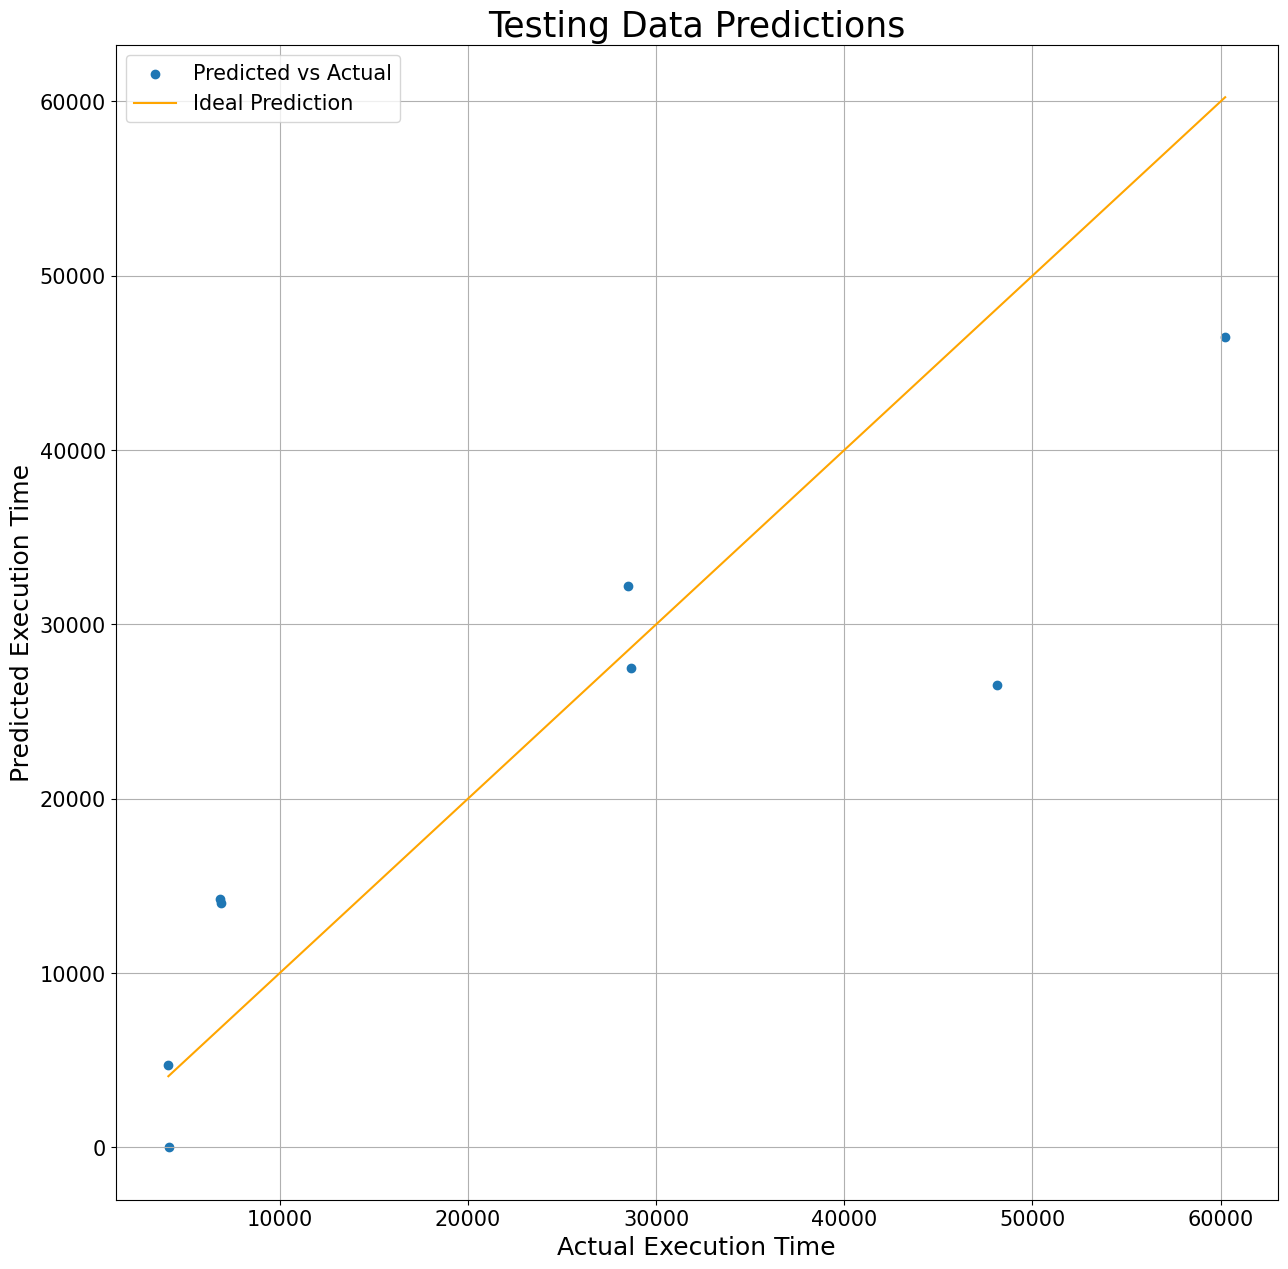 Testing Data Predictions
Predicted vs Actual
Ideal Prediction
60000
50000
40000
30000
20000
10000
0
Predicted Execution Time
10000 20000 30000 40000 50000 60000
Actual Execution Time